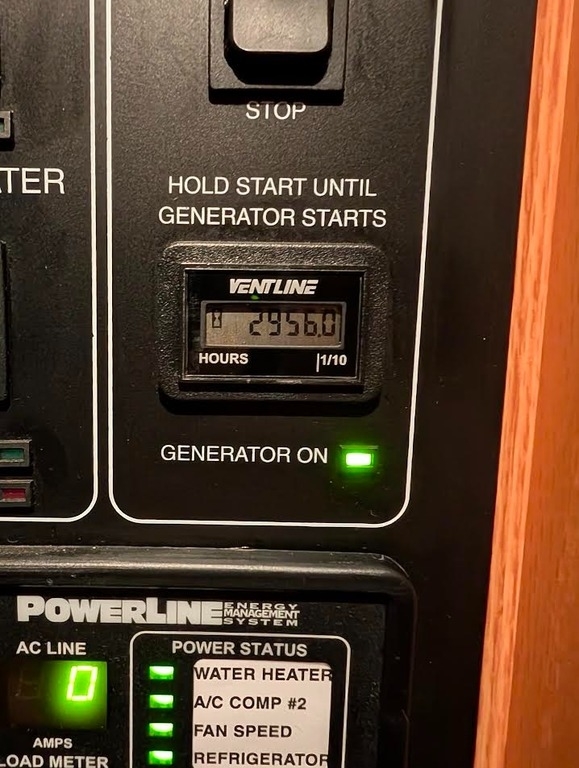 STOP
ATER
HOLD START UNTIL
GENERATOR STARTS
VENTLINE
2956.0
HOURS 1/10
GENERATOR ON
POWERLINE ENERGY MANAGEMENT SYSTEM
AC LINE
0
AMPS
LOAD METER
POWER STATUS
WATER HEATER
A/C COMP #2
FAN SPEED
REFRIGERATOR